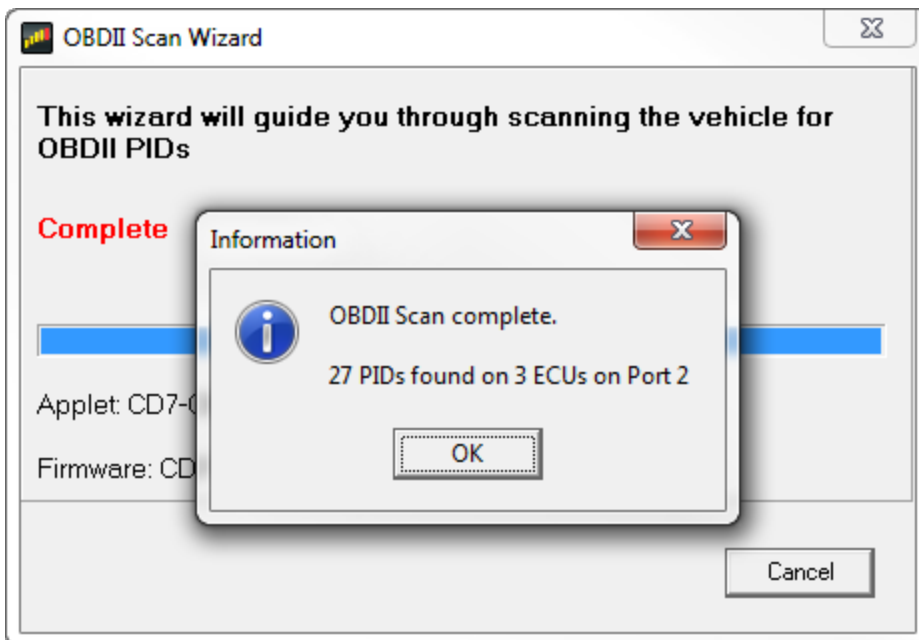 OBDII Scan Wizard
This wizard will guide you through scanning the vehicle for
OBDII PIDs
Complete
Information
OBDII Scan complete.
27 PIDs found on 3 ECUs on Port 2
Applet: CD7-
OK
Firmware: CD
Cancel